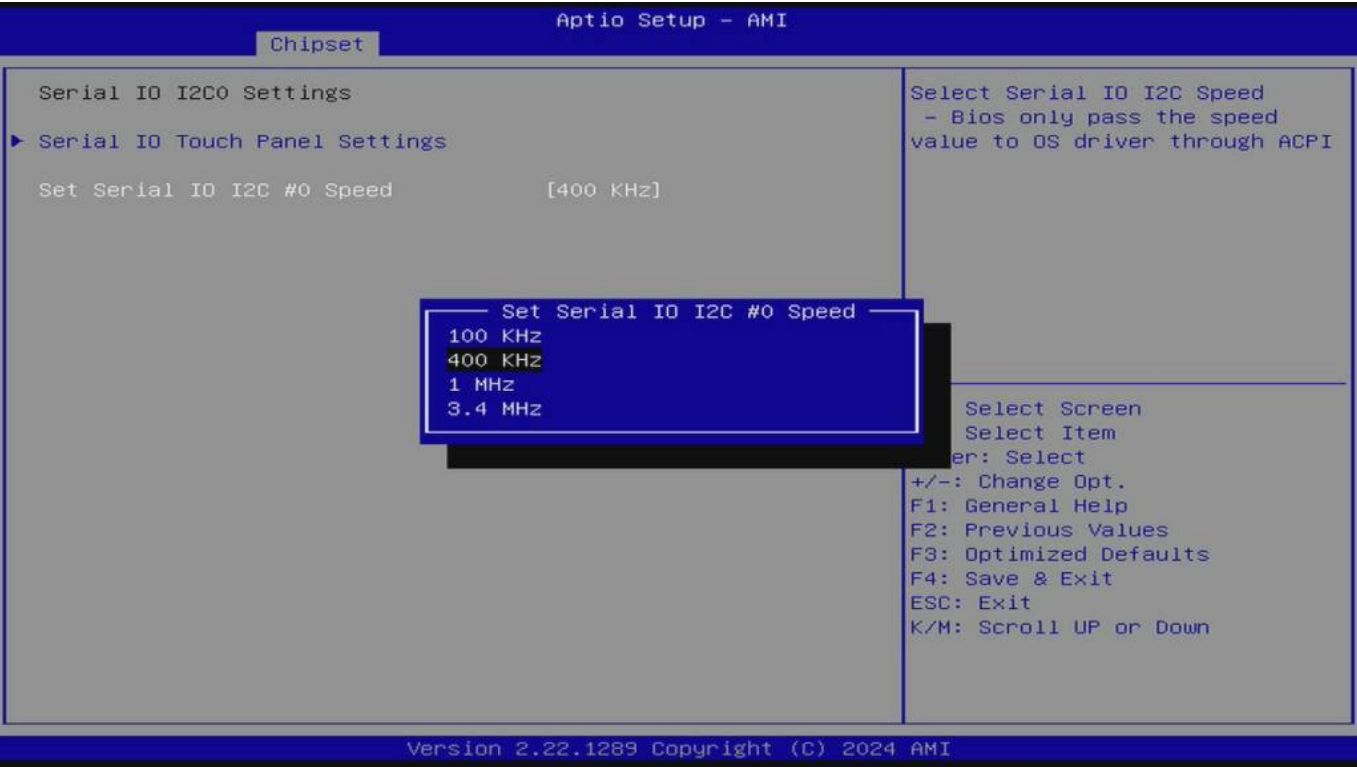 Aptio Setup – AMI
Chipset
Serial IO I2C0 Settings
Serial IO Touch Panel Settings
Set Serial IO I2C #0 Speed [400 KHz]
Select Serial IO I2C Speed
– Bios only pass the speed
value to OS driver through ACPI
Set Serial IO I2C #0 Speed
100 KHz
400 KHz
1 MHz
3.4 MHz
Select Screen
Select Item
er: Select
+/-: Change Opt.
F1: General Help
F2: Previous Values
F3: Optimized Defaults
F4: Save & Exit
ESC: Exit
K/M: Scroll UP or Down
Version 2.22.1289 Copyright (C) 2024 AMI